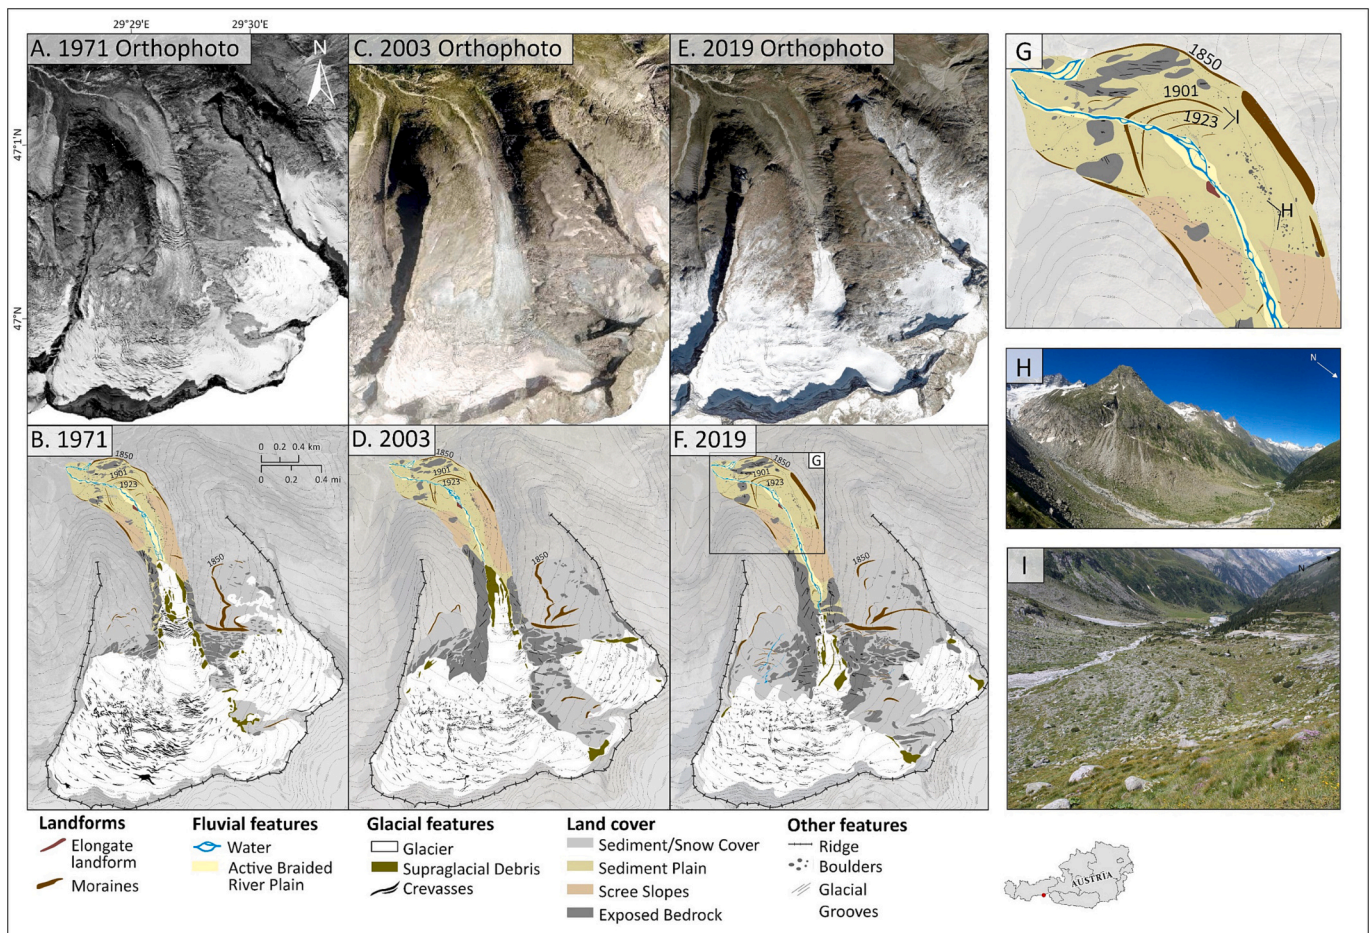 29°29'E
29°30'E
A. 1971 Orthophoto
N
C. 2003 Orthophoto
E. 2019 Orthophoto
47°1'N
47°N
B. 1971
0 0.2 0.4 km
0 0.2 0.4 mi
1850
1901
1923
1850
D. 2003
1850
1901
1923
1850
F. 2019
G
1850
1901
1923
1850
G
1850
1901
1923
I
H
H
N
I
N
Landforms
Elongate
landform
Moraines
Fluvial features
Water
Active Braided
River Plain
Glacial features
Glacier
Supraglacial Debris
Crevasses
Land cover
Sediment/Snow Cover
Sediment Plain
Scree Slopes
Exposed Bedrock
Other features
Ridge
Boulders
Glacial
Grooves
AUSTRIA